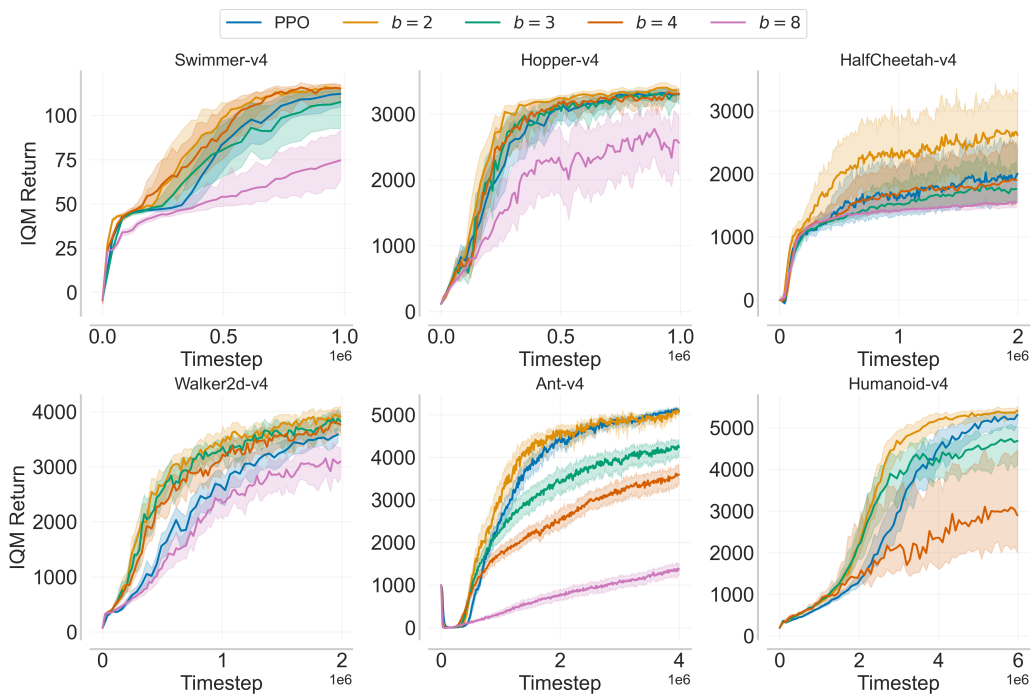 PPO b = 2 b = 3 b = 4 b = 8
Swimmer-v4 Hopper-v4 HalfCheetah-v4
IQM Return
100
75
50
25
0
0.0 0.5 1.0
1e6
Timestep
3000
2000
1000
0
0.0 0.5 1.0
1e6
Timestep
3000
2000
1000
0
0 1 2
1e6
Timestep
Walker2d-v4 Ant-v4 Humanoid-v4
IQM Return
4000
3000
2000
1000
0
0 1 2
1e6
Timestep
5000
4000
3000
2000
1000
0
0 2 4
1e6
Timestep
5000
4000
3000
2000
1000
0
0 2 4 6
1e6
Timestep